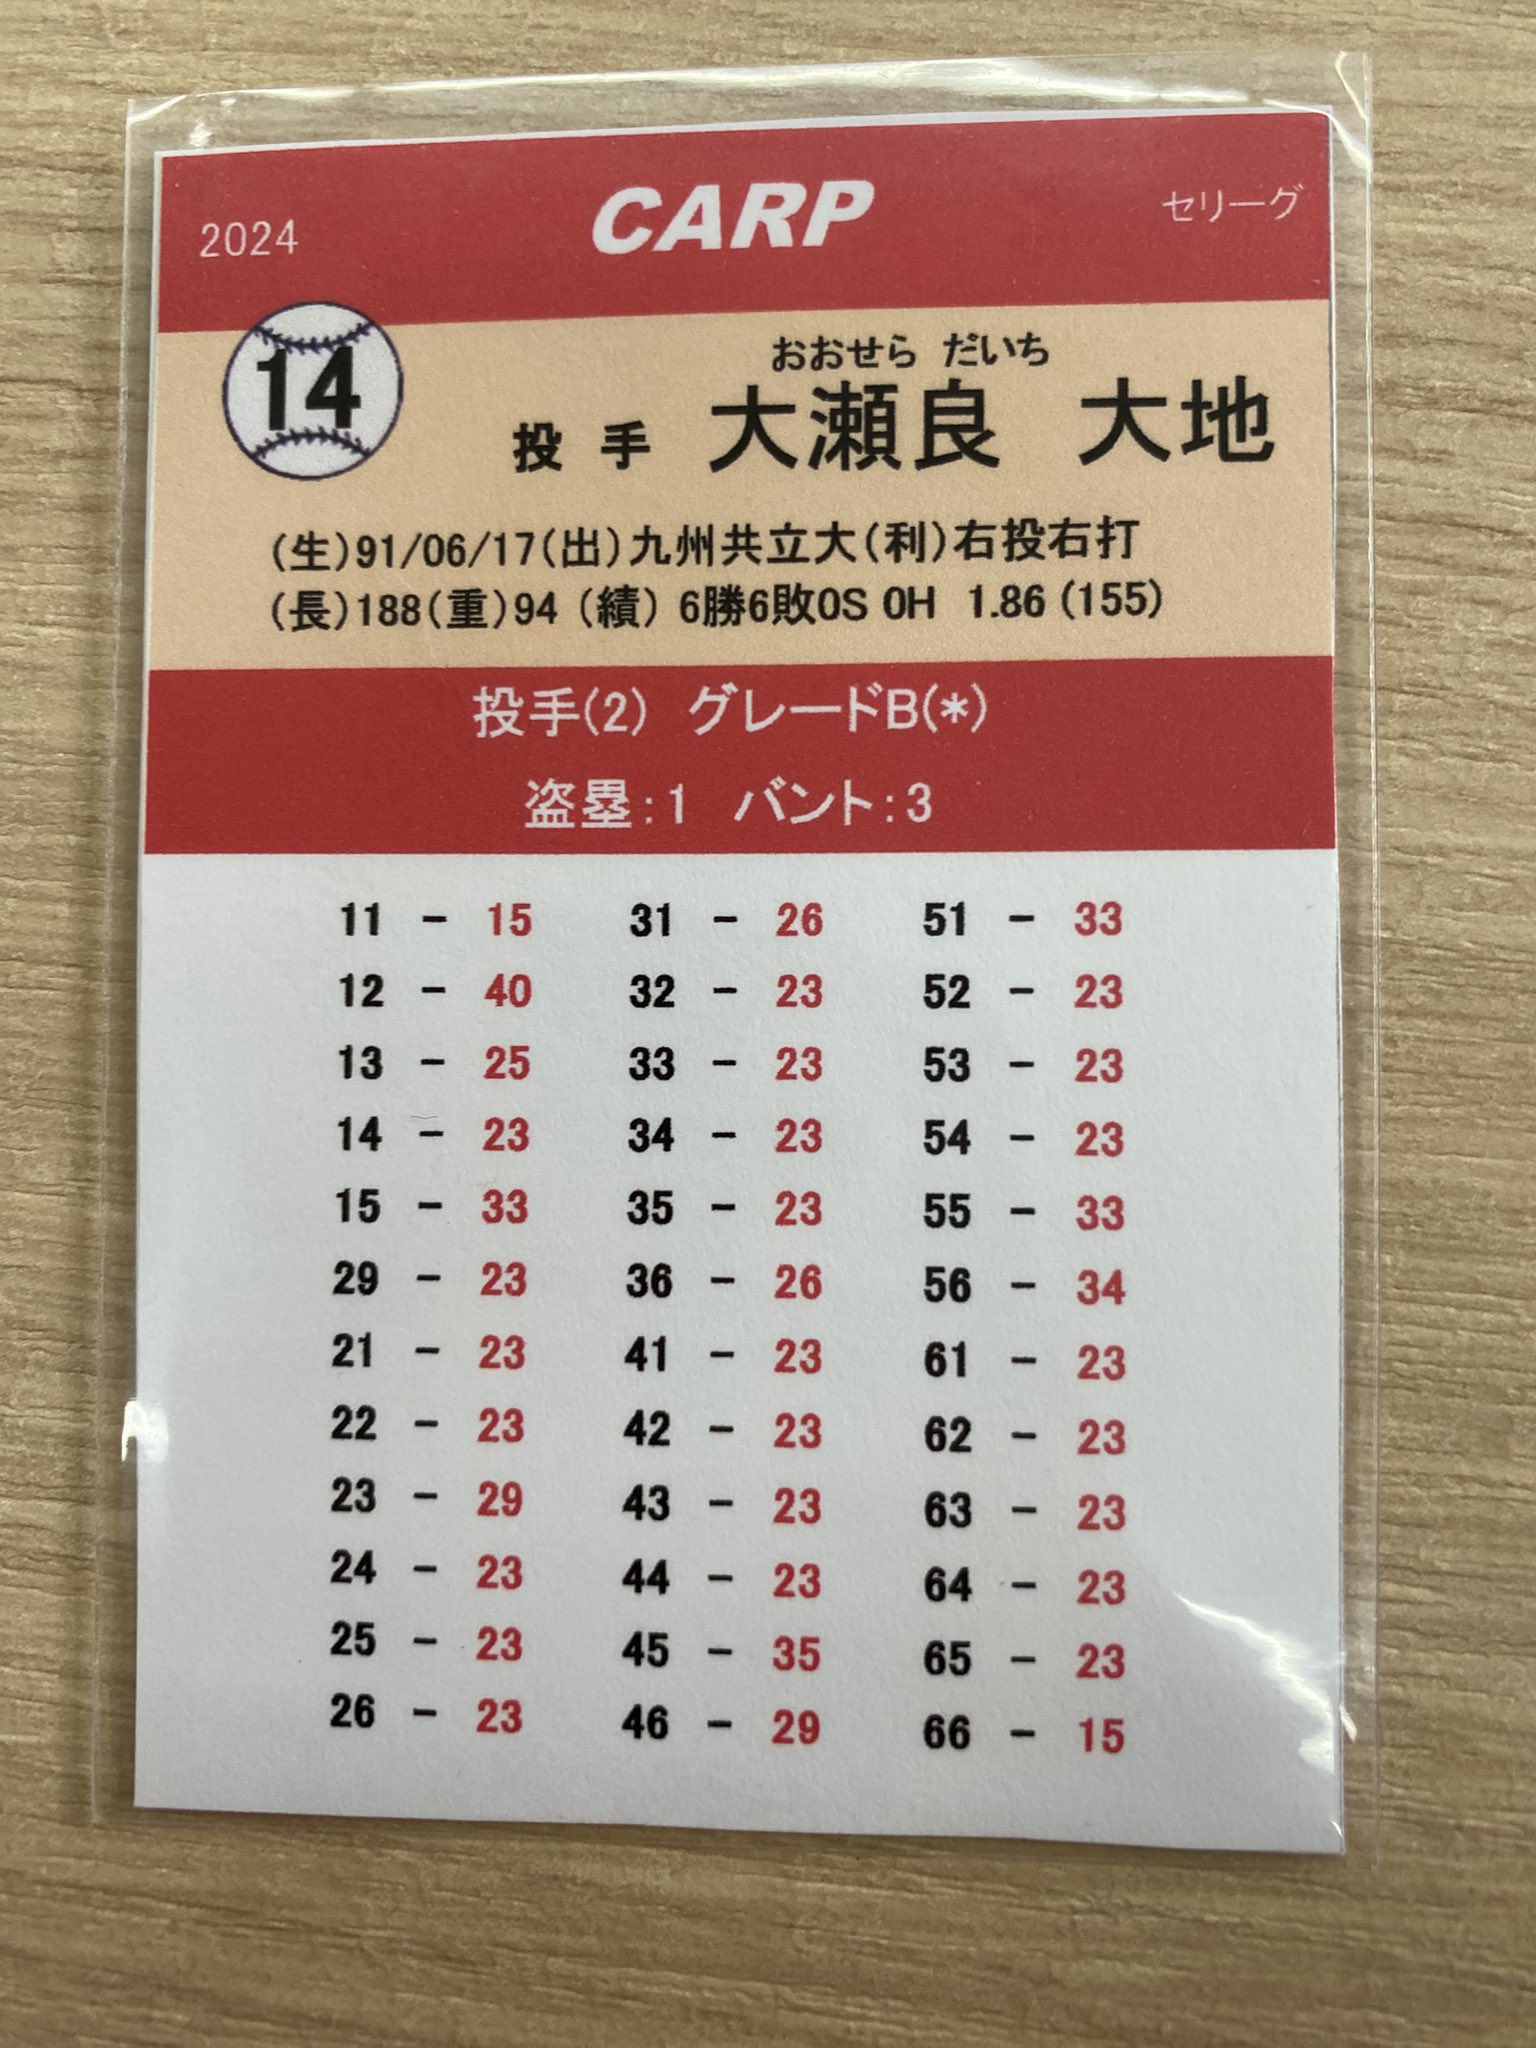 2024 CARP セリーグ
おおせら だいち
14 投手 大瀬良 大地
(生)91/06/17(出)九州共立大(利)右投右打
(長)188(重)94 (績) 6勝6敗0S 0H 1.86 (155)
投手(2) グレードB(*)
盗塁:1 バント:3
11 - 15 31 - 26 51 - 33
12 - 40 32 - 23 52 - 23
13 - 25 33 - 23 53 - 23
14 - 23 34 - 23 54 - 23
15 - 33 35 - 23 55 - 33
29 - 23 36 - 26 56 - 34
21 - 23 41 - 23 61 - 23
22 - 23 42 - 23 62 - 23
23 - 29 43 - 23 63 - 23
24 - 23 44 - 23 64 - 23
25 - 23 45 - 35 65 - 23
26 - 23 46 - 29 66 - 15